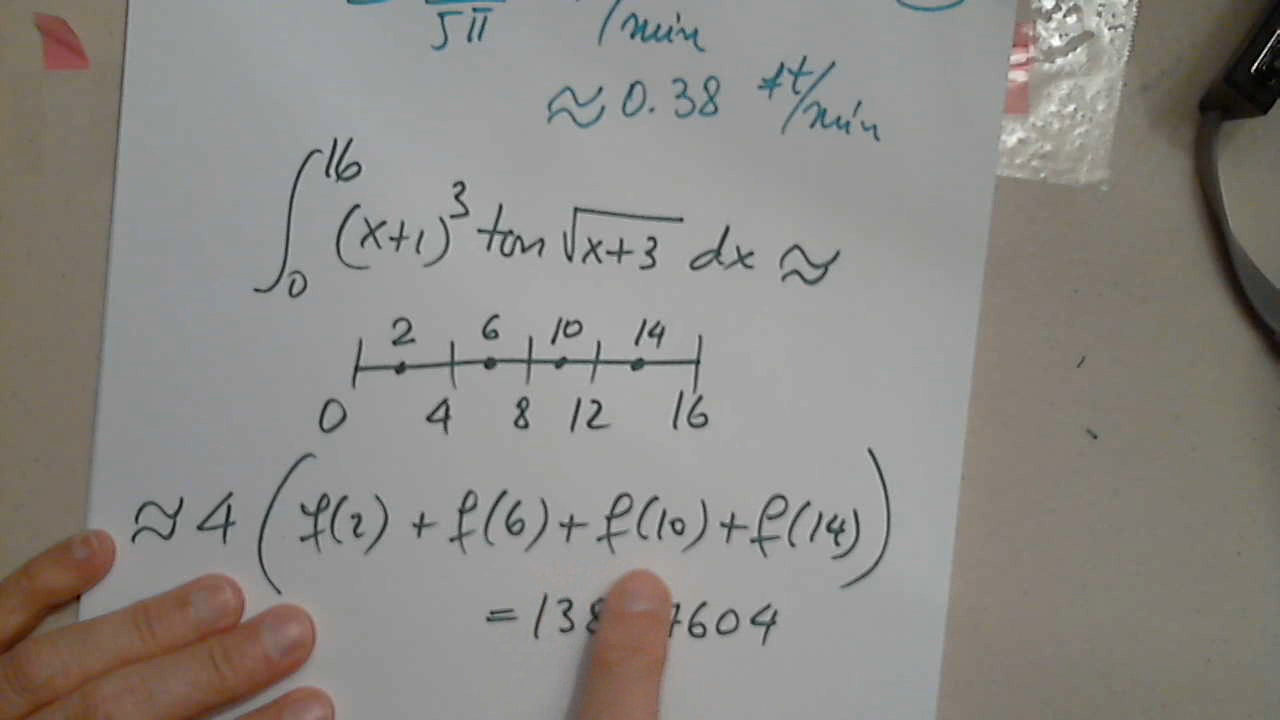 5π /min
≈ 0.38 ft/min
∫₀¹⁶ (x+1)³ tan √(x+3) dx ≈
2 6 10 14
0 4 8 12 16
≈ 4 (f(2) + f(6) + f(10) + f(14))
= 138 7604